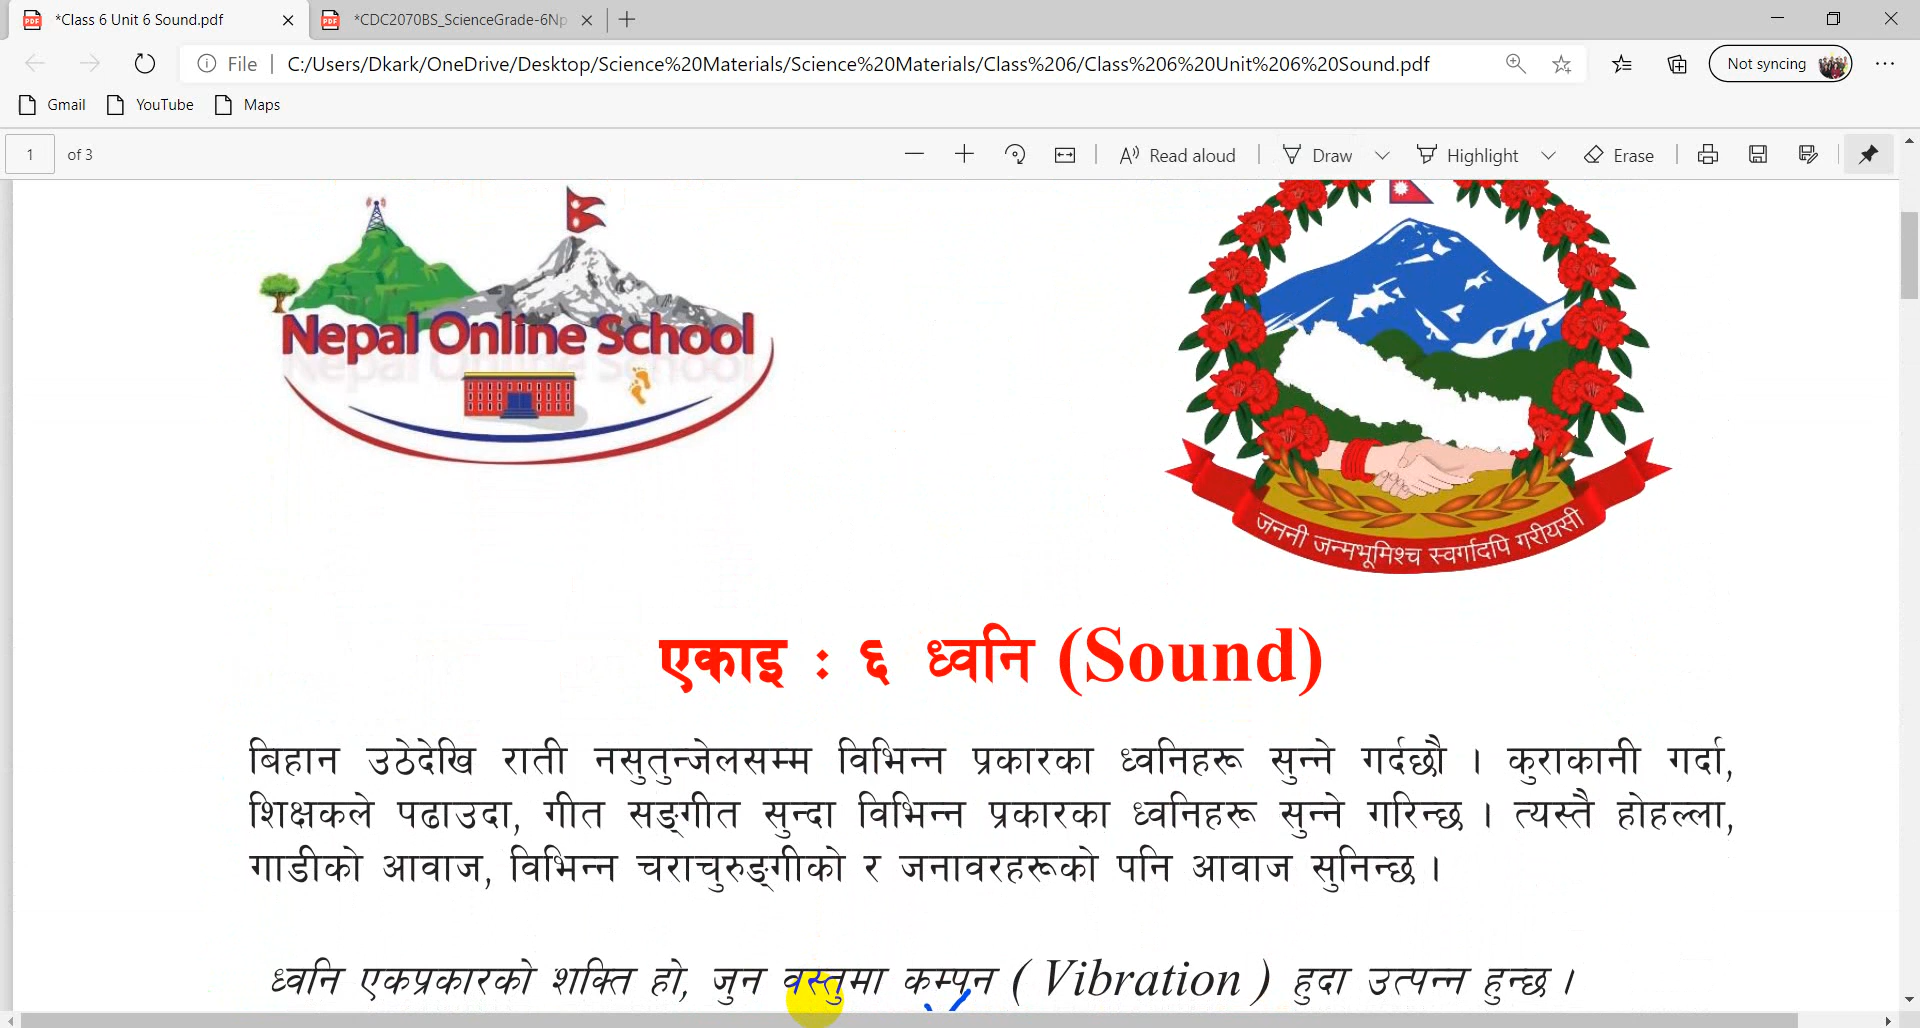 *Class 6 Unit 6 Sound.pdf
*CDC2070BS_ScienceGrade-6Np
File
C:/Users/Dkark/OneDrive/Desktop/Science%20Materials/Science%20Materials/Class%206/Class%206%20Unit%206%20Sound.pdf
Not syncing
Gmail YouTube Maps
1 of 3 Read aloud Draw Highlight Erase
Nepal Online School
जननी जन्मभूमिश्च स्वर्गादपि गरीयसी
एकाइ : ६ ध्वनि (Sound)
बिहान उठेदेखि राती नसुतुन्जेलसम्म विभिन्न प्रकारका ध्वनिहरू सुन्ने गर्दछौ । कुराकानी गर्दा,
शिक्षकले पढाउदा, गीत सङ्गीत सुन्दा विभिन्न प्रकारका ध्वनिहरू सुन्ने गरिन्छ । त्यस्तै होहल्ला,
गाडीको आवाज, विभिन्न चराचुरुङ्गीको र जनावरहरूको पनि आवाज सुनिन्छ ।
ध्वनि एकप्रकारको शक्ति हो, जुन वस्तुमा कम्पन ( Vibration ) हुदा उत्पन्न हुन्छ ।